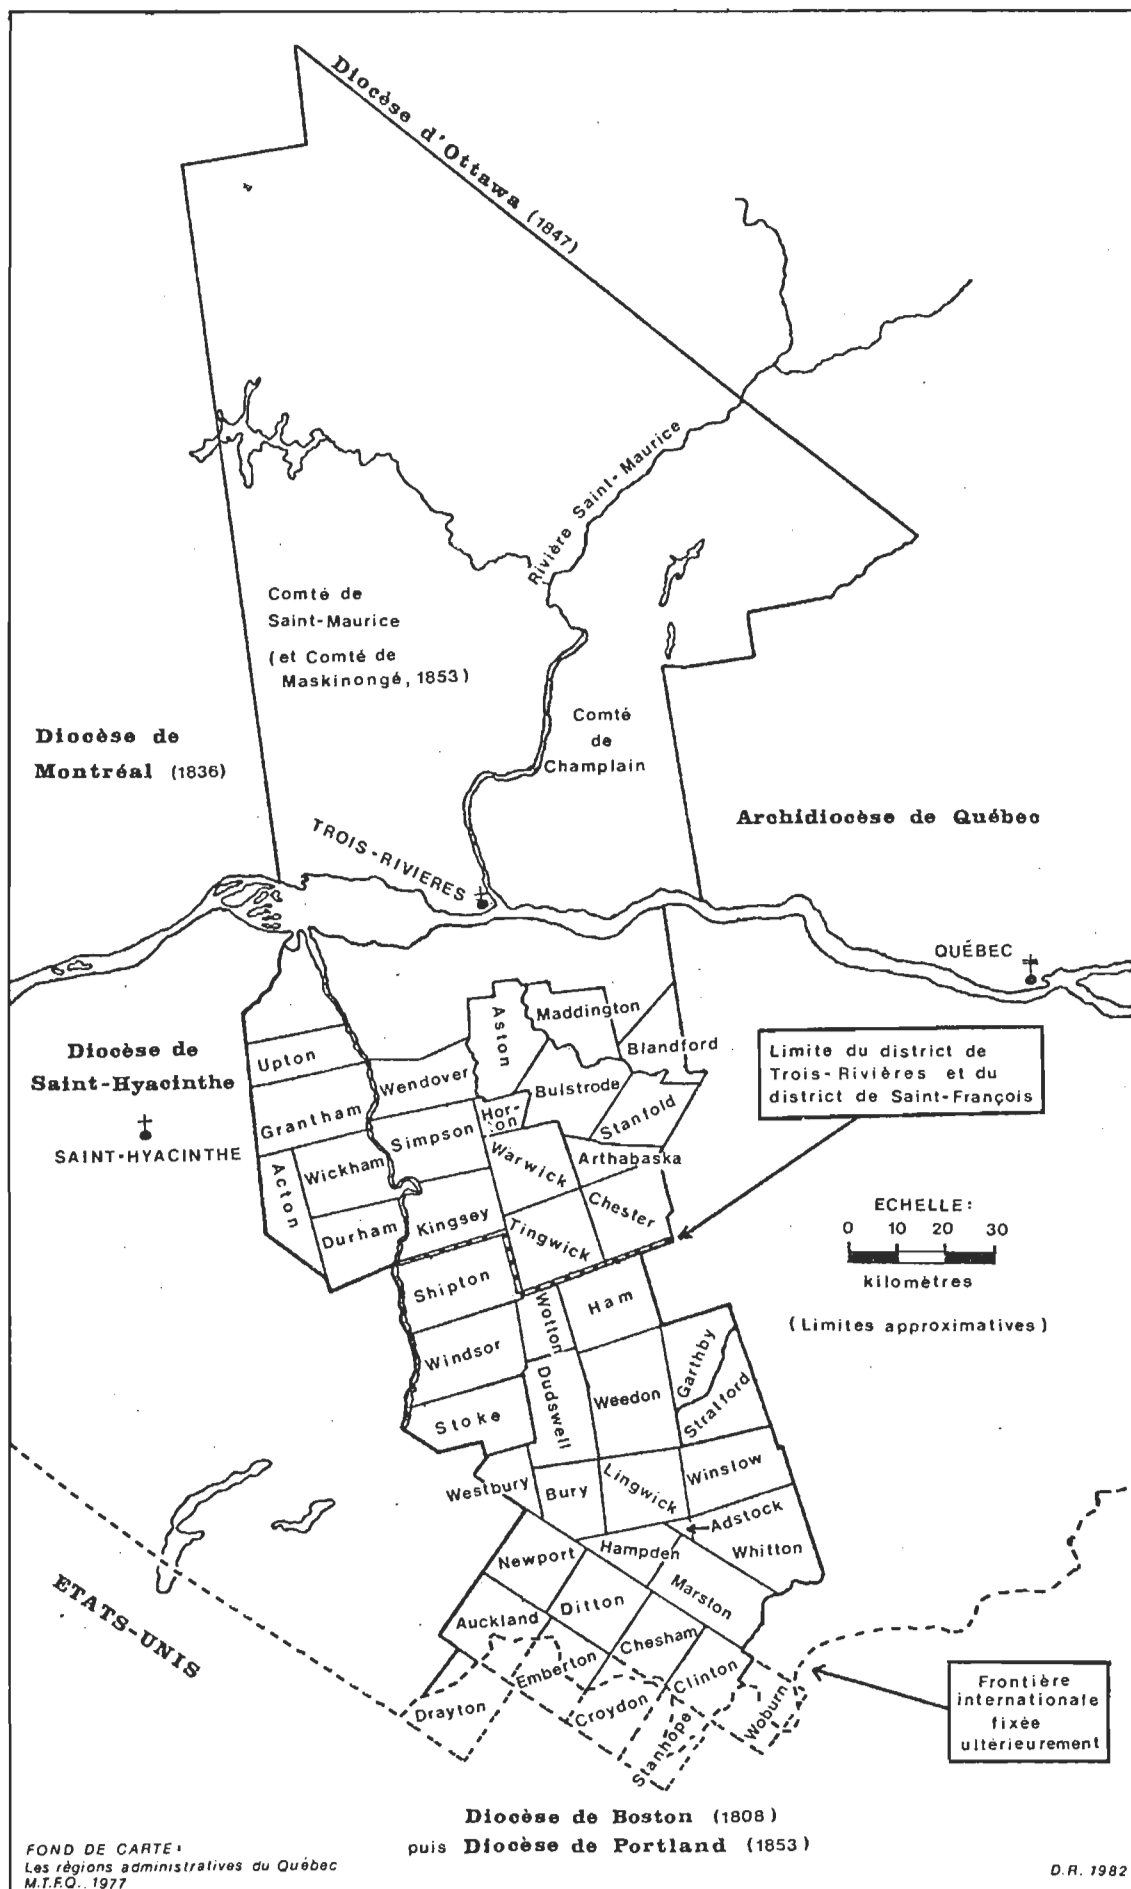 Diocèse
d'Ottawa (1847)
Rivière Saint-Maurice
Comté de
Saint-Maurice
(et Comté de
Maskinongé, 1853)
Comté
de
Champlain
Diocèse de
Montréal (1836)
Archidiocèse de Québec
TROIS-RIVIERES
QUÉBEC
Diocèse de
Saint-Hyacinthe
SAINT-HYACINTHE
Limite du district de
Trois-Rivières et du
district de Saint-François
Upton
Grantham
Acton
Wickham
Durham
Wendover
Simpson
Kingsey
Aston
Hor-
ton
Maddington
Blandford
Bulstrode
Stanfold
Warwick
Arthabaska
Tingwick
Chester
ECHELLE:
0 10 20 30
kilomètres
(Limites approximatives)
Shipton
Windsor
Stoke
Wotton
Ham
Dudswell
Weedon
Garthby
Stratford
Westbury
Bury
Lingwick
Winslow
Adstock
Whitton
Newport
Hampden
Marston
Auckland
Ditton
Chesham
Clinton
Emberton
Drayton
Croydon
Stanhope
Woburn
ETATS-UNIS
Frontière
internationale
fixée
ultérieurement
Diocèse de Boston (1808)
puis Diocèse de Portland (1853)
FOND DE CARTE:
Les règions administratives du Québec
M.T.F.Q., 1977
D.R. 1982